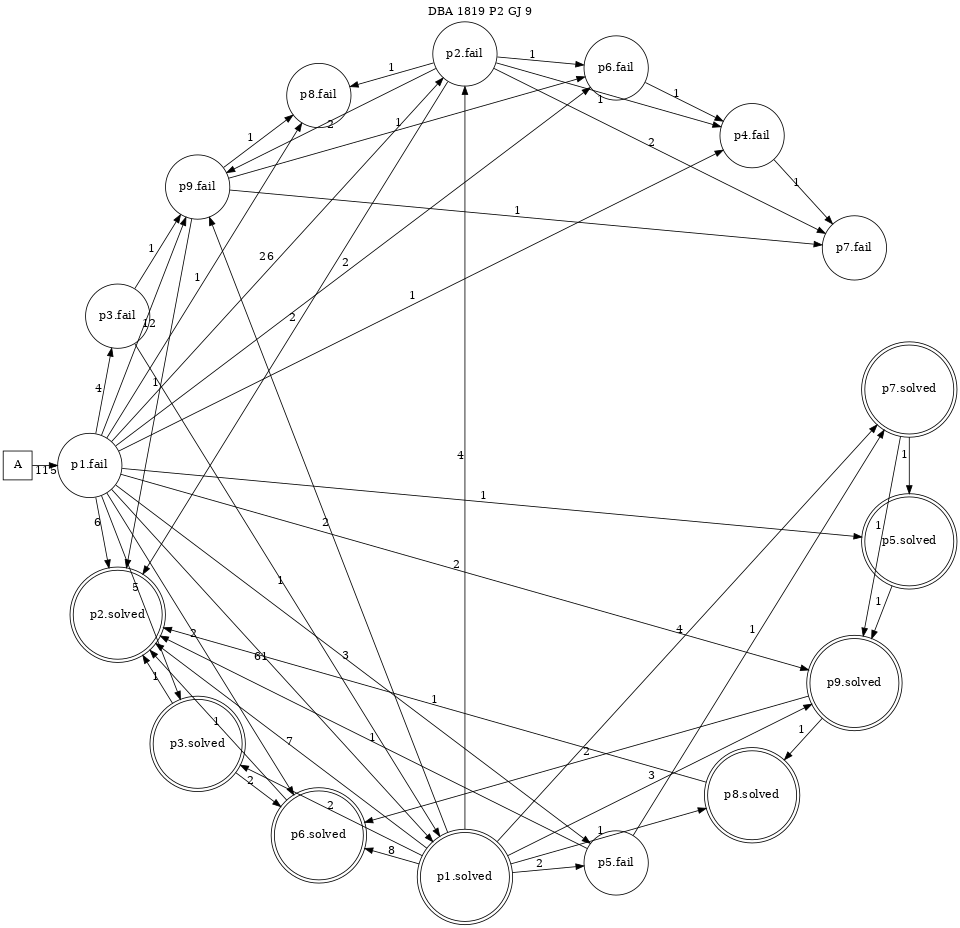 DBA 1819 P2 GJ 9
p2.fail
p6.fail
p8.fail
p4.fail
p9.fail
p7.fail
p3.fail
A
p1.fail
p7.solved
p5.solved
p2.solved
p9.solved
p3.solved
p8.solved
p6.solved
p5.fail
p1.solved
1
1
1
1
2
1
1
2
1
1
1
26
1
2
2
1
12
4
1
115
4
1
6
2
2
1
1
1
5
2
61
3
1
4
1
1
1
1
7
1
2
1
2
3
2
1
8
2